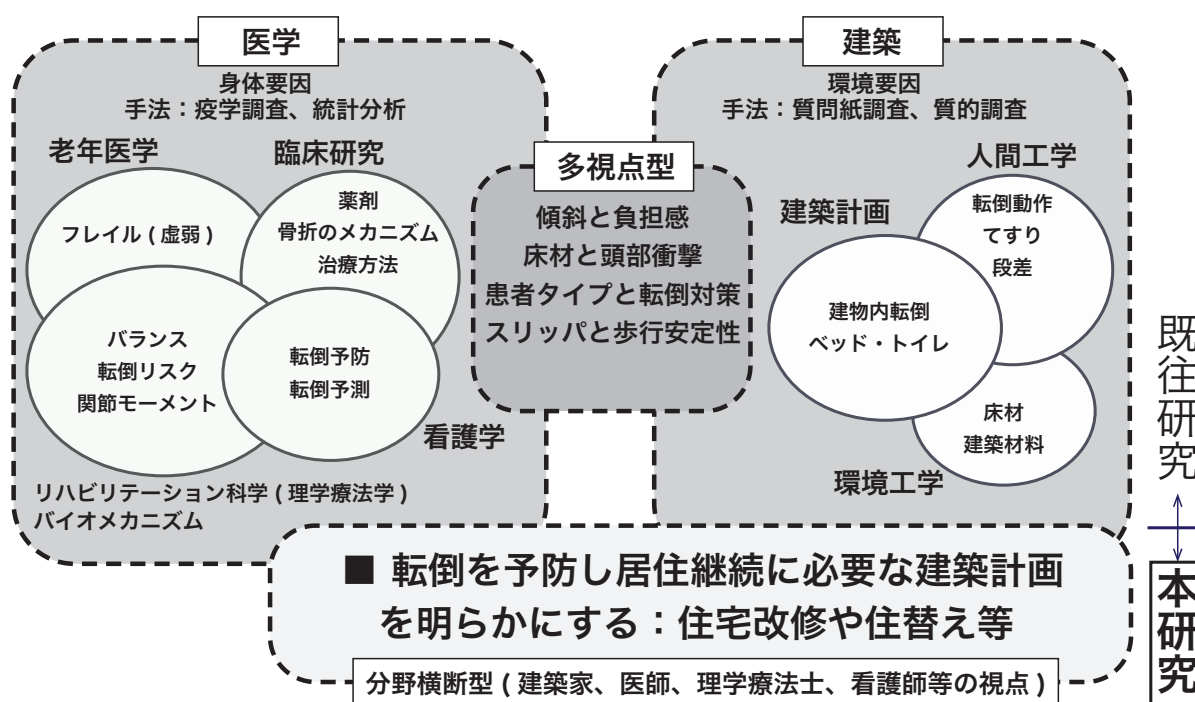 医学
身体要因
手法：疫学調査、統計分析
老年医学
臨床研究
フレイル ( 虚弱 )
薬剤
骨折のメカニズム
治療方法
バランス
転倒リスク
関節モーメント
転倒予防
転倒予測
看護学
リハビリテーション科学 ( 理学療法学 )
バイオメカニズム
多視点型
傾斜と負担感
床材と頭部衝撃
患者タイプと転倒対策
スリッパと歩行安定性
建築
環境要因
手法：質問紙調査、質的調査
人間工学
建築計画
転倒動作
てすり
段差
建物内転倒
ベッド・トイレ
床材
建築材料
環境工学
既往研究
本研究
■ 転倒を予防し居住継続に必要な建築計画
を明らかにする：住宅改修や住替え等
分野横断型 ( 建築家、医師、理学療法士、看護師等の視点 )